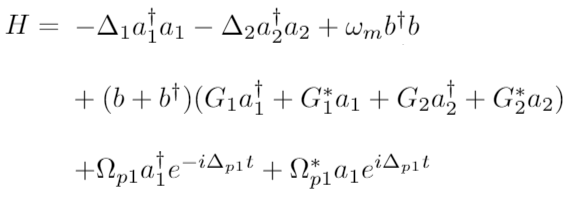 H = −Δ₁a₁†a₁ − Δ₂a₂†a₂ + ωₘb†b
+ (b + b†)(G₁a₁† + G₁*a₁ + G₂a₂† + G₂*a₂)
+Ωₚ₁a₁†e^{−iΔₚ₁t} + Ωₚ₁*a₁e^{iΔₚ₁t}